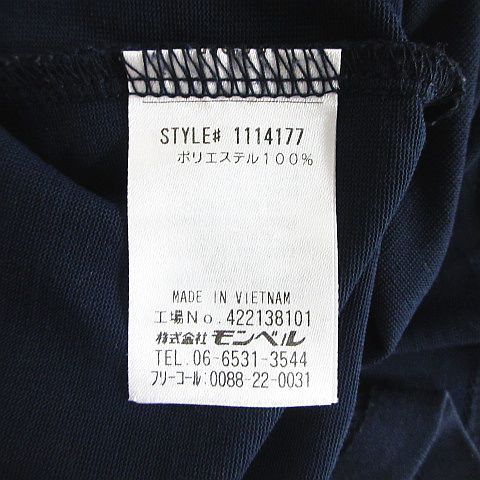 STYLE# 1114177
ポリエステル100%
MADE IN VIETNAM
工場No.422138101
株式会社 モンベル
TEL.06-6531-3544
フリーコール:0088-22-0031